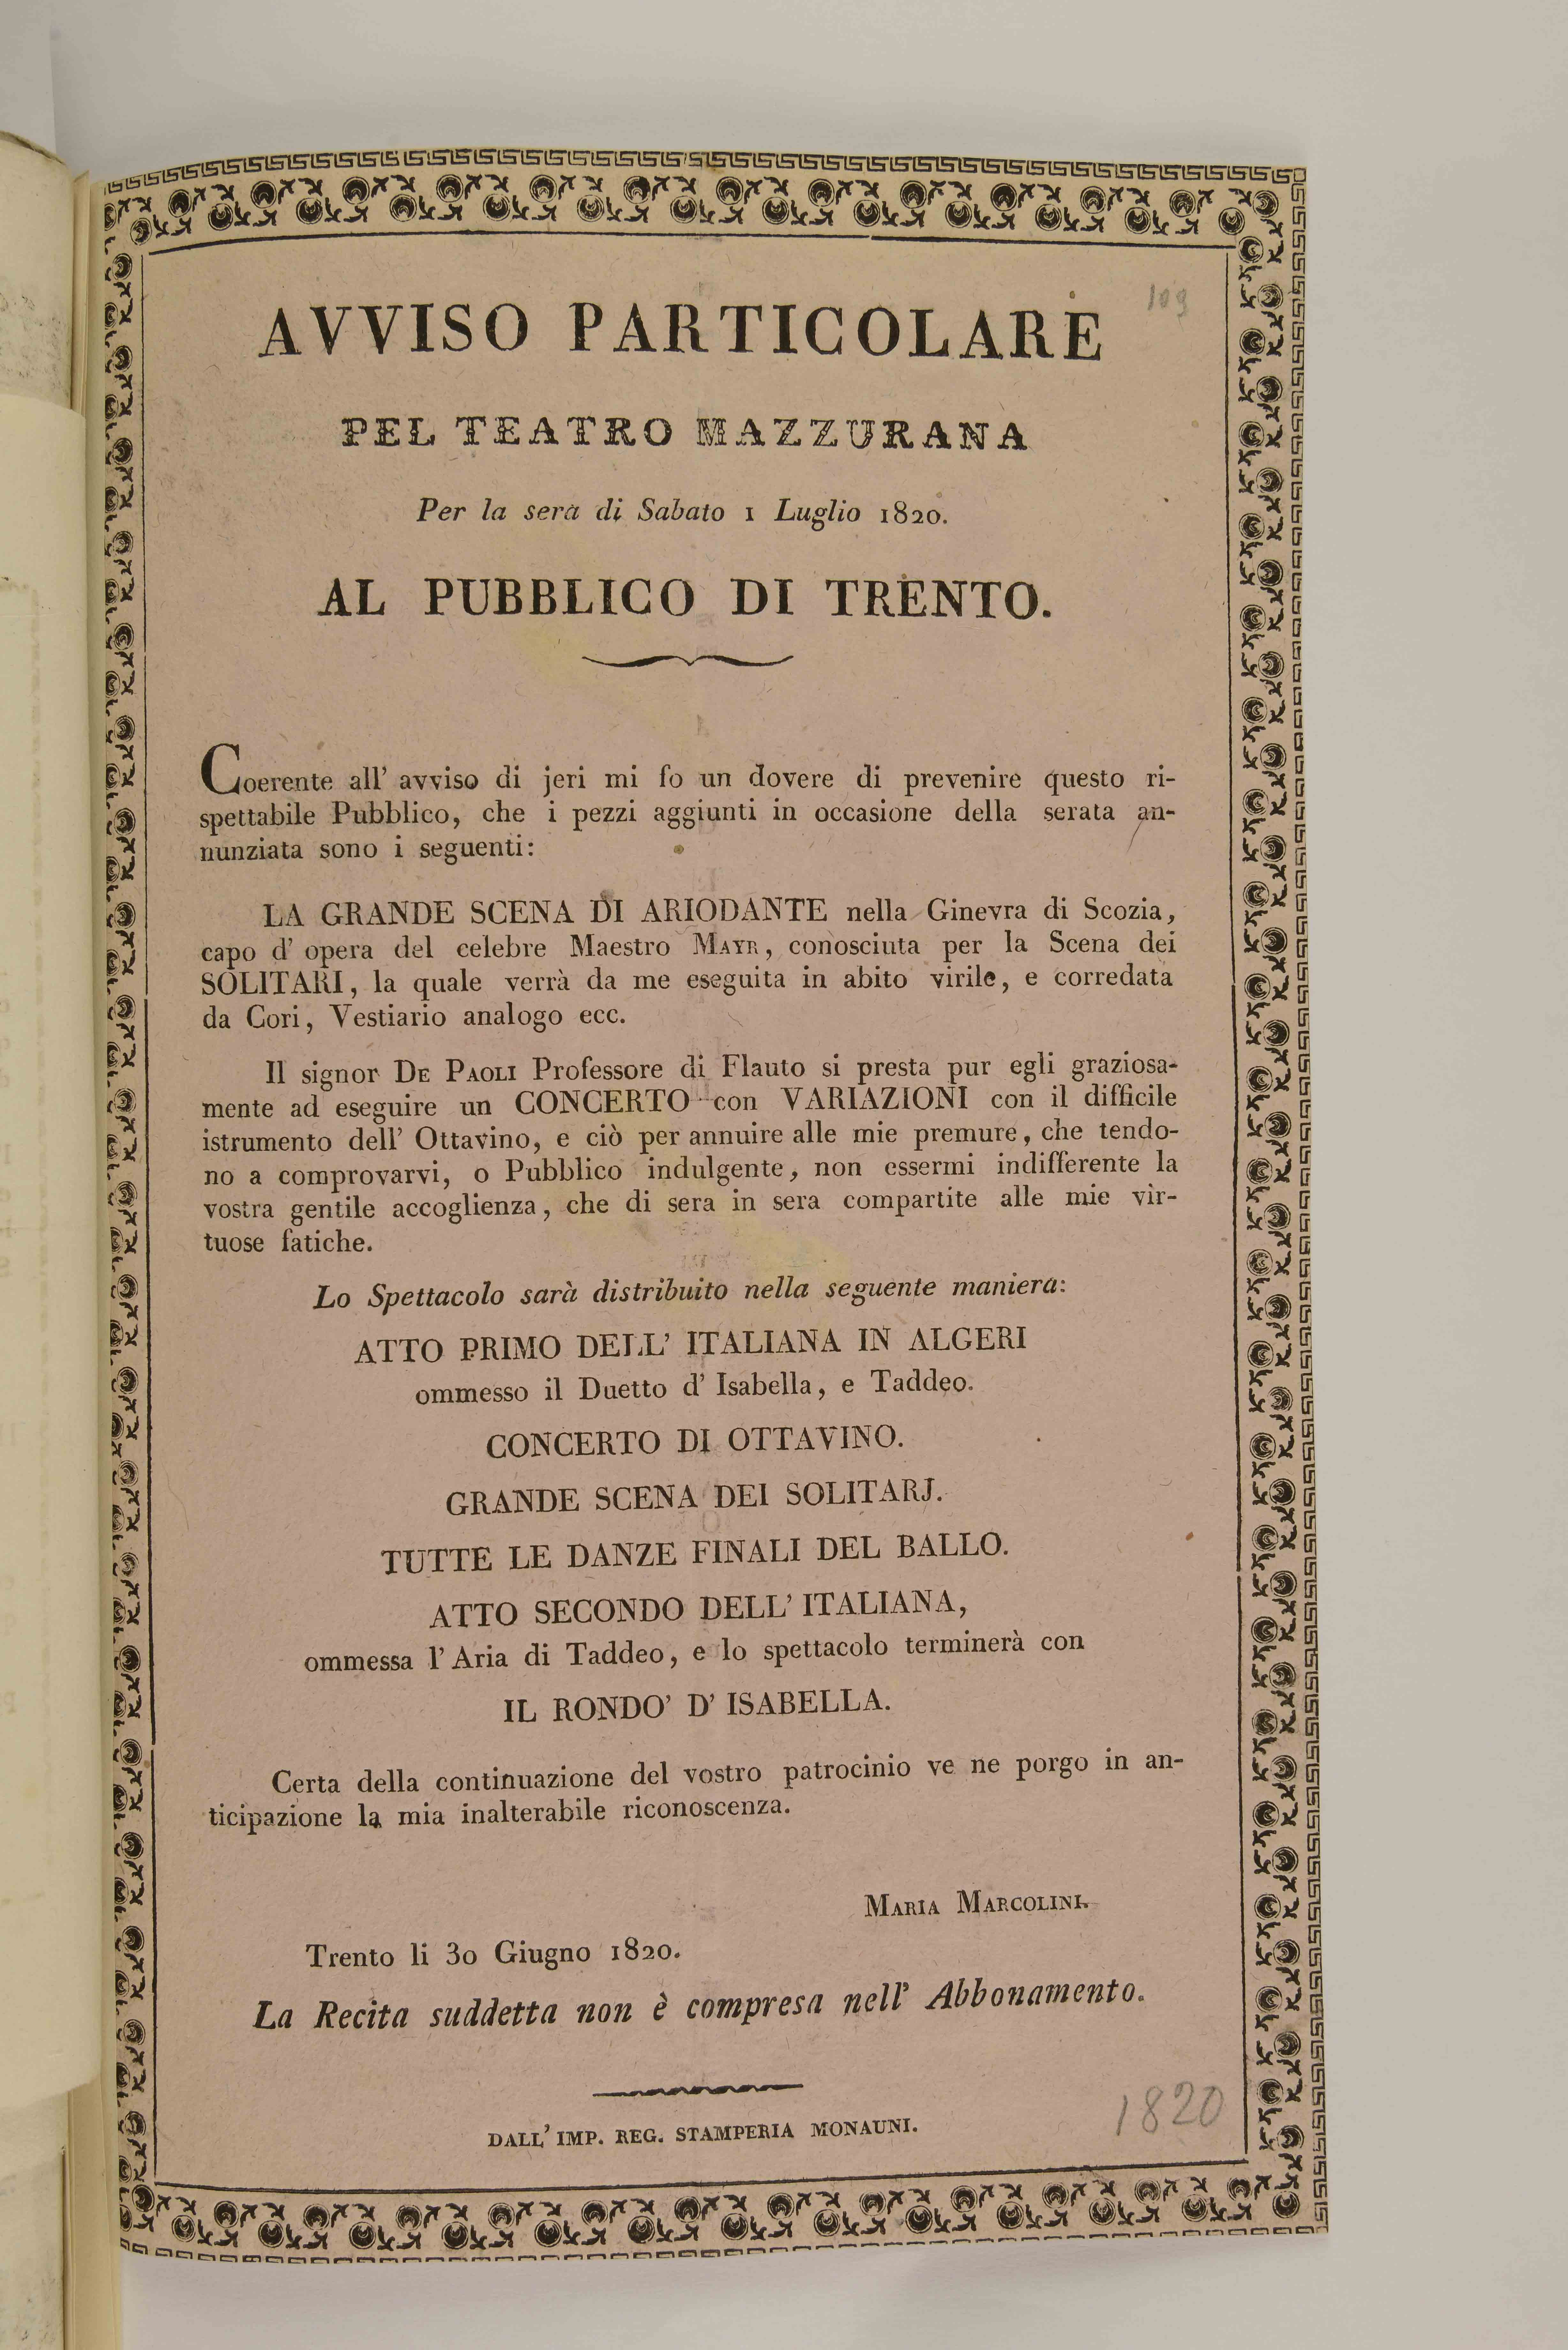 109
AVVISO PARTICOLARE
PEL TEATRO MAZZURANA
Per la sera di Sabato 1 Luglio 1820.
AL PUBBLICO DI TRENTO.
Coerente all' avviso di jeri mi fo un dovere di prevenire questo ri-
spettabile Pubblico, che i pezzi aggiunti in occasione della serata an-
nunziata sono i seguenti:
LA GRANDE SCENA DI ARIODANTE nella Ginevra di Scozia,
capo d' opera del celebre Maestro MAYR, conosciuta per la Scena dei
SOLITARI, la quale verrà da me eseguita in abito virile, e corredata
da Cori, Vestiario analogo ecc.
Il signor DE PAOLI Professore di Flauto si presta pur egli graziosa-
mente ad eseguire un CONCERTO con VARIAZIONI con il difficile
istrumento dell' Ottavino, e ciò per annuire alle mie premure, che tendo-
no a comprovarvi, o Pubblico indulgente, non essermi indifferente la
vostra gentile accoglienza, che di sera in sera compartite alle mie vir-
tuose fatiche.
Lo Spettacolo sarà distribuito nella seguente maniera:
ATTO PRIMO DELL' ITALIANA IN ALGERI
ommesso il Duetto d' Isabella, e Taddeo.
CONCERTO DI OTTAVINO.
GRANDE SCENA DEI SOLITARJ.
TUTTE LE DANZE FINALI DEL BALLO.
ATTO SECONDO DELL' ITALIANA,
ommessa l' Aria di Taddeo, e lo spettacolo terminerà con
IL RONDO' D' ISABELLA.
Certa della continuazione del vostro patrocinio ve ne porgo in an-
ticipazione la mia inalterabile riconoscenza.
MARIA MARCOLINI.
Trento li 30 Giugno 1820.
La Recita suddetta non è compresa nell' Abbonamento.
1820
DALL' IMP. REG. STAMPERIA MONAUNI.